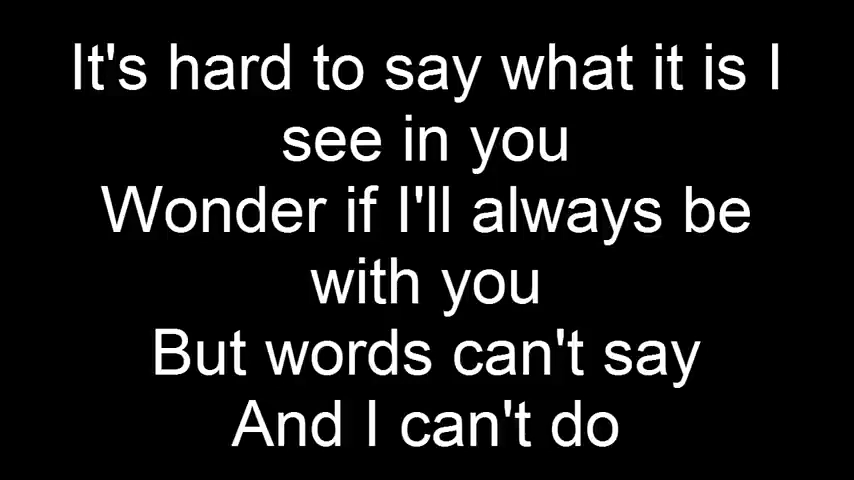 It's hard to say what it is I
see in you
Wonder if I'll always be
with you
But words can't say
And I can't do